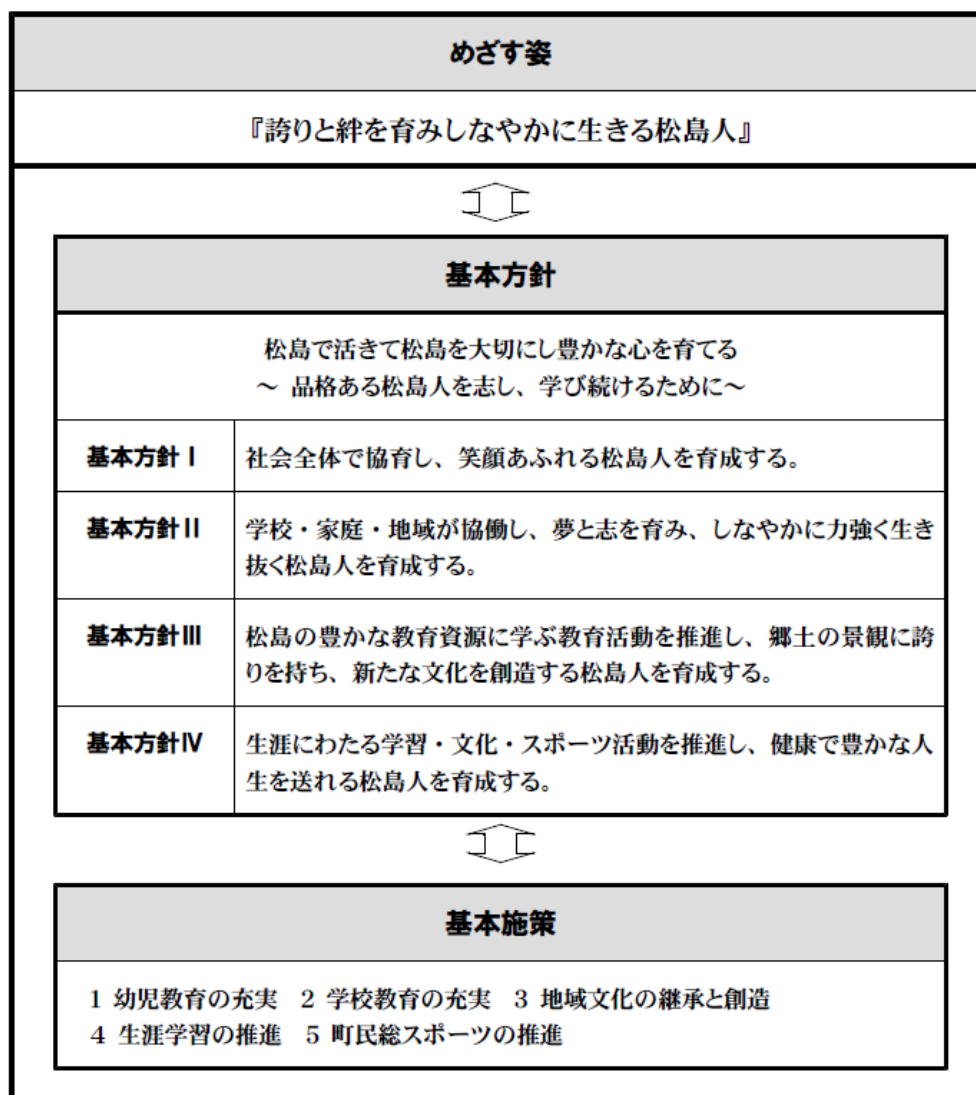 めざす姿
『誇りと絆を育みしなやかに生きる松島人』
基本方針
松島で活きて松島を大切にし豊かな心を育てる
～ 品格ある松島人を志し、学び続けるために～
基本方針Ⅰ
社会全体で協育し、笑顔あふれる松島人を育成する。
基本方針Ⅱ
学校・家庭・地域が協働し、夢と志を育み、しなやかに力強く生き
抜く松島人を育成する。
基本方針Ⅲ
松島の豊かな教育資源に学ぶ教育活動を推進し、郷土の景観に誇
りを持ち、新たな文化を創造する松島人を育成する。
基本方針Ⅳ
生涯にわたる学習・文化・スポーツ活動を推進し、健康で豊かな人
生を送れる松島人を育成する。
基本施策
1 幼児教育の充実 2 学校教育の充実 3 地域文化の継承と創造
4 生涯学習の推進 5 町民総スポーツの推進